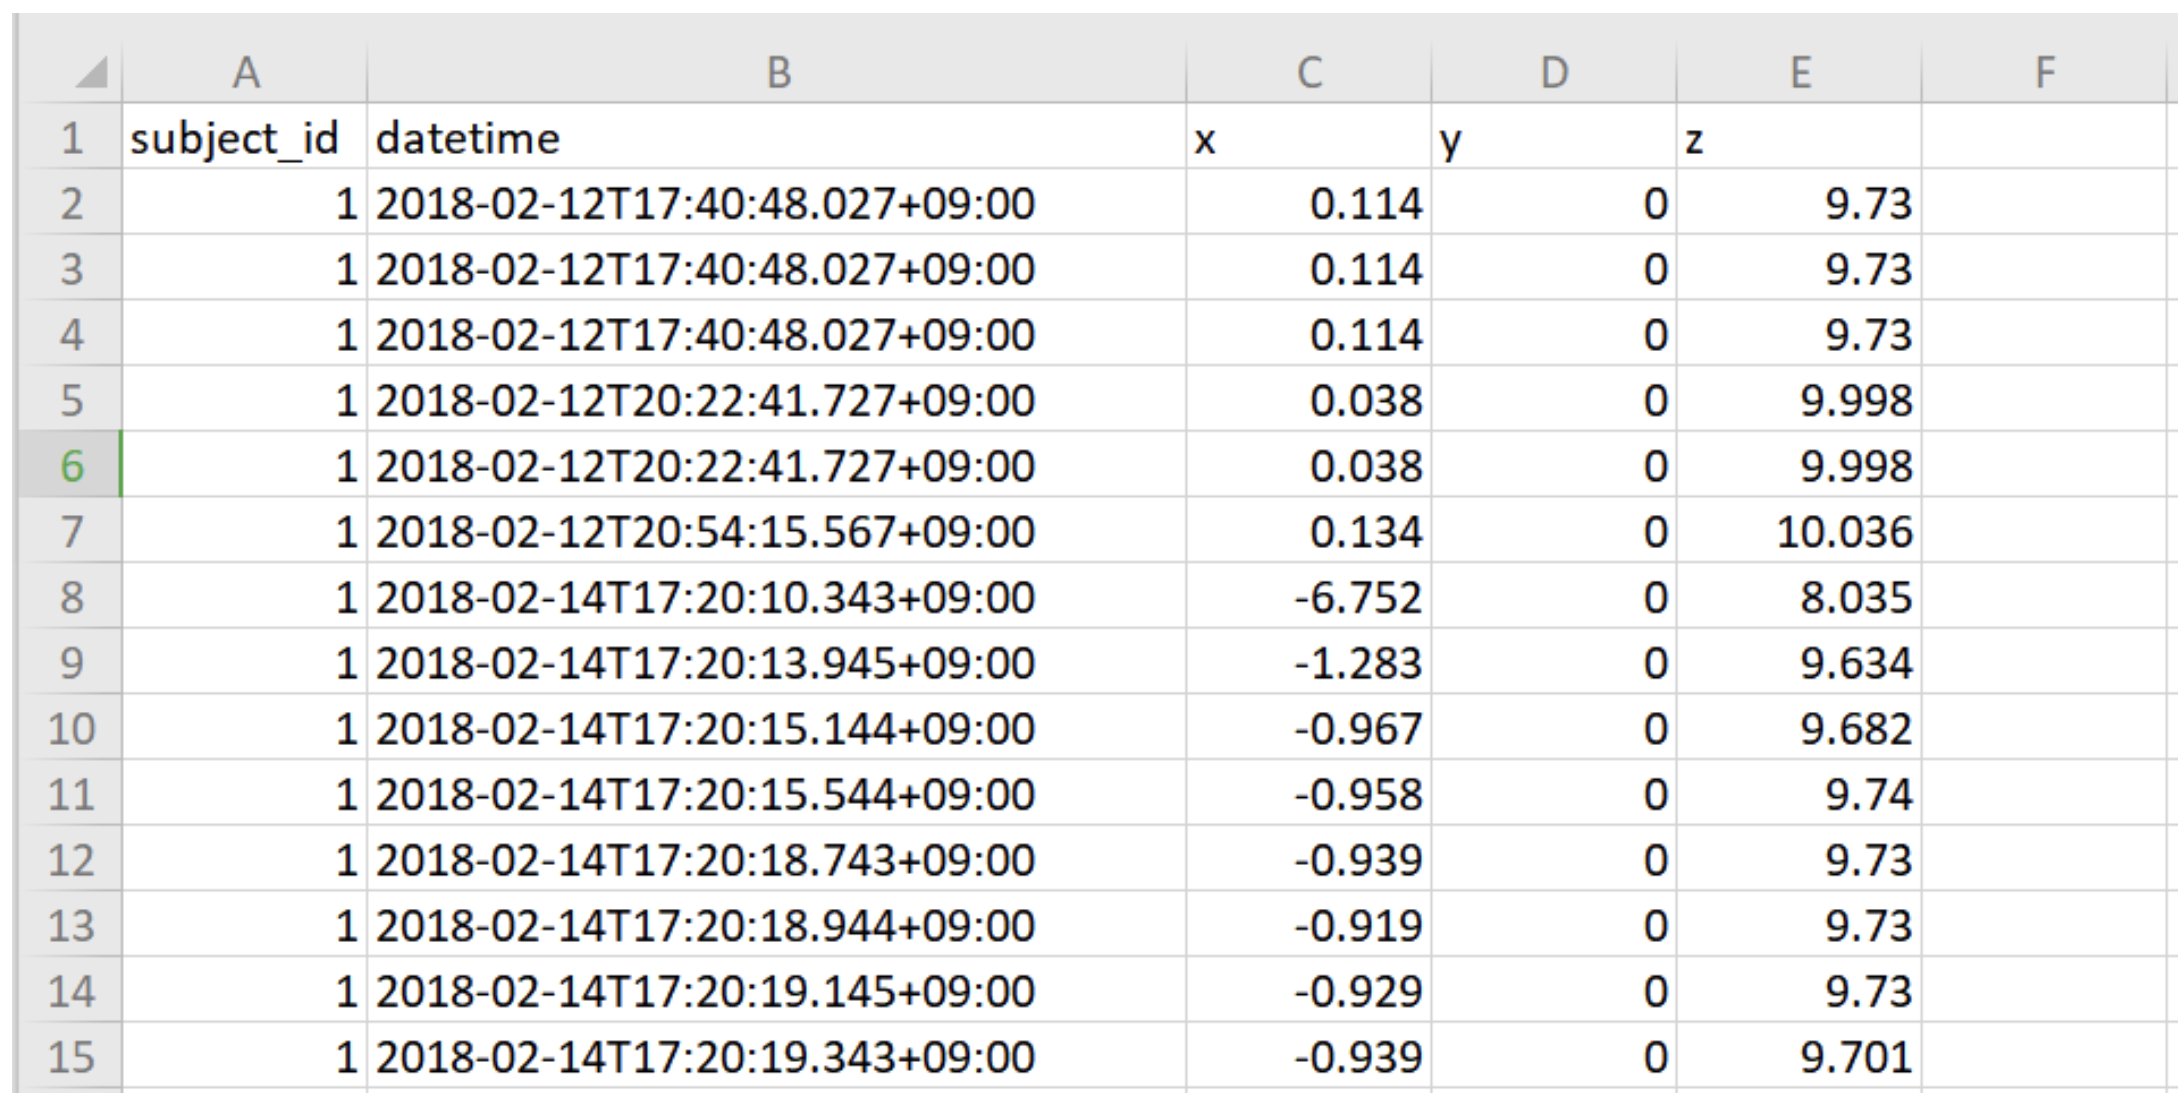 A B C D E F
1 subject_id datetime x y z
2 1 2018-02-12T17:40:48.027+09:00 0.114 0 9.73
3 1 2018-02-12T17:40:48.027+09:00 0.114 0 9.73
4 1 2018-02-12T17:40:48.027+09:00 0.114 0 9.73
5 1 2018-02-12T20:22:41.727+09:00 0.038 0 9.998
6 1 2018-02-12T20:22:41.727+09:00 0.038 0 9.998
7 1 2018-02-12T20:54:15.567+09:00 0.134 0 10.036
8 1 2018-02-14T17:20:10.343+09:00 -6.752 0 8.035
9 1 2018-02-14T17:20:13.945+09:00 -1.283 0 9.634
10 1 2018-02-14T17:20:15.144+09:00 -0.967 0 9.682
11 1 2018-02-14T17:20:15.544+09:00 -0.958 0 9.74
12 1 2018-02-14T17:20:18.743+09:00 -0.939 0 9.73
13 1 2018-02-14T17:20:18.944+09:00 -0.919 0 9.73
14 1 2018-02-14T17:20:19.145+09:00 -0.929 0 9.73
15 1 2018-02-14T17:20:19.343+09:00 -0.939 0 9.701